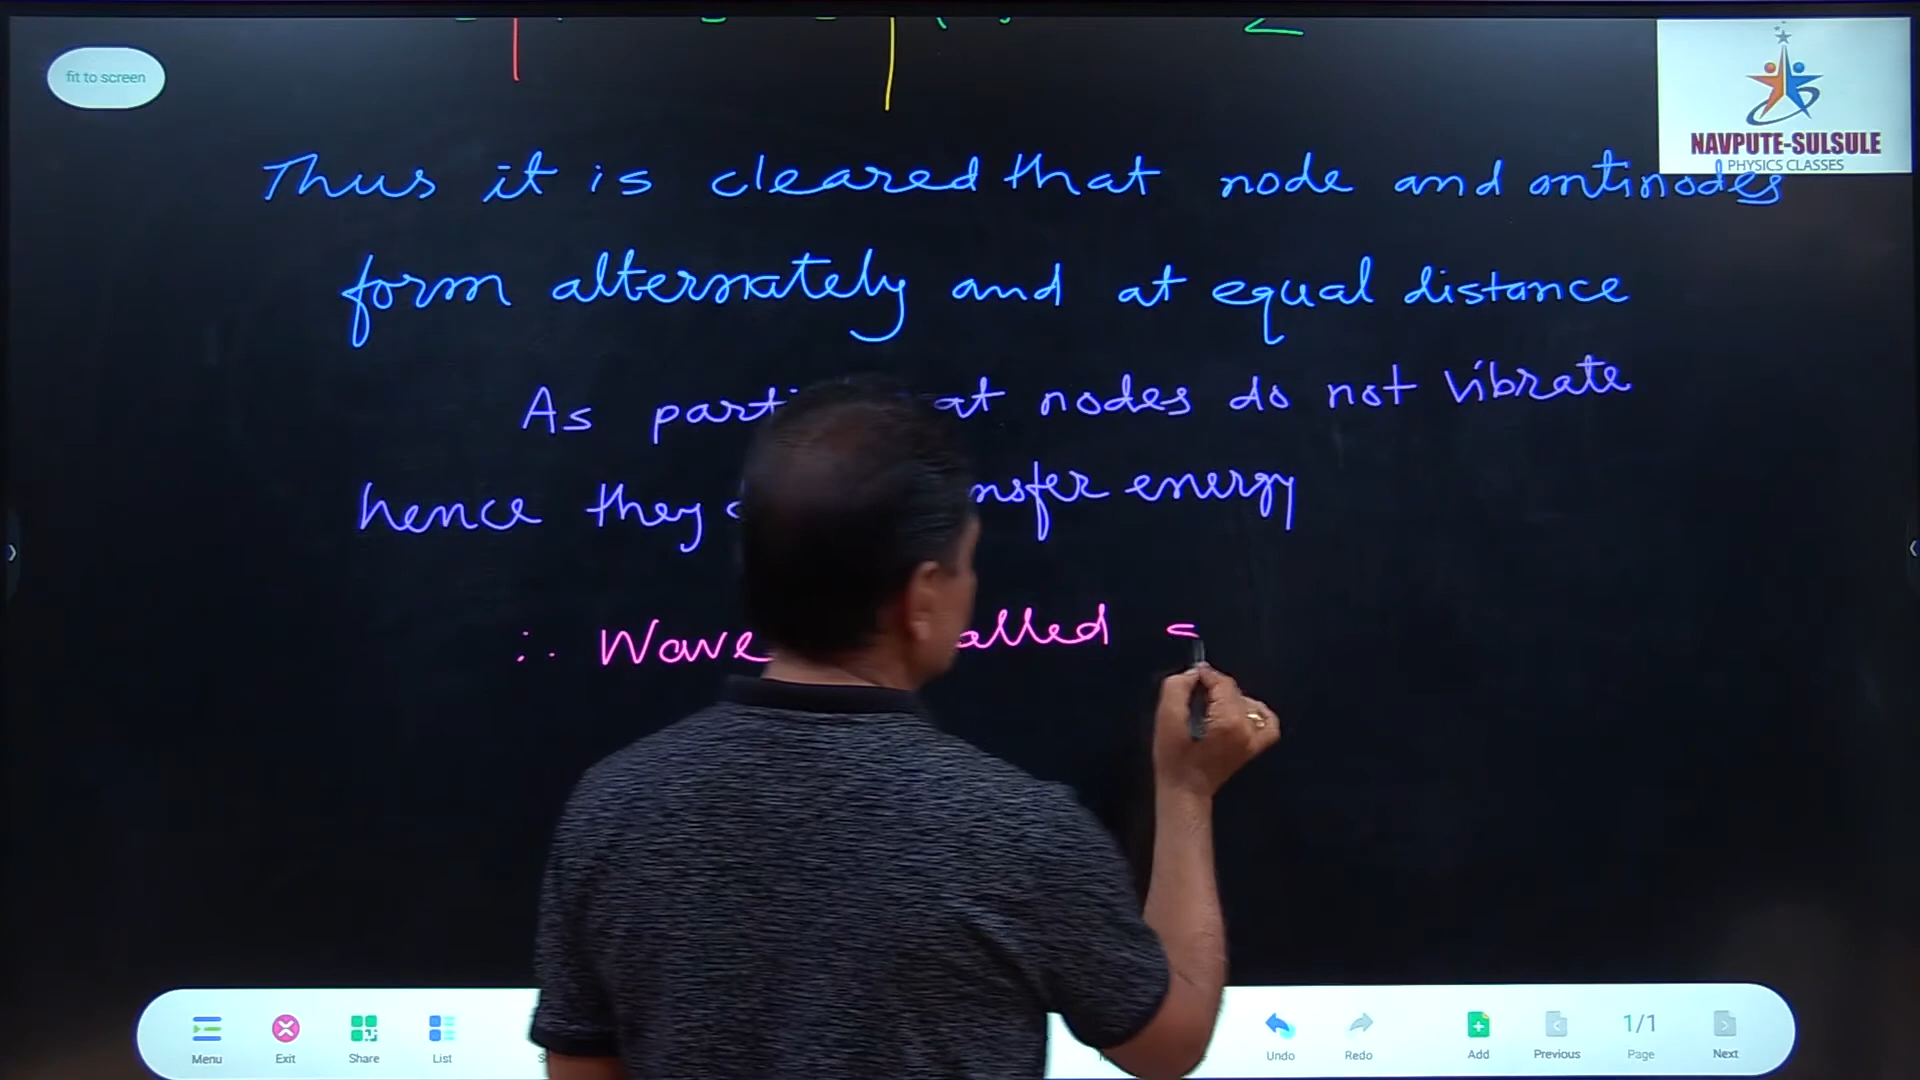 fit to screen
NAVPUTE-SULSULE
PHYSICS CLASSES
Thus it is cleared that node and antinodes
form alternately and at equal distance
As at nodes do not vibrate
hence they energy
∴ Wave
Menu Exit Share List Undo Redo Add Previous 1/1 Page Next